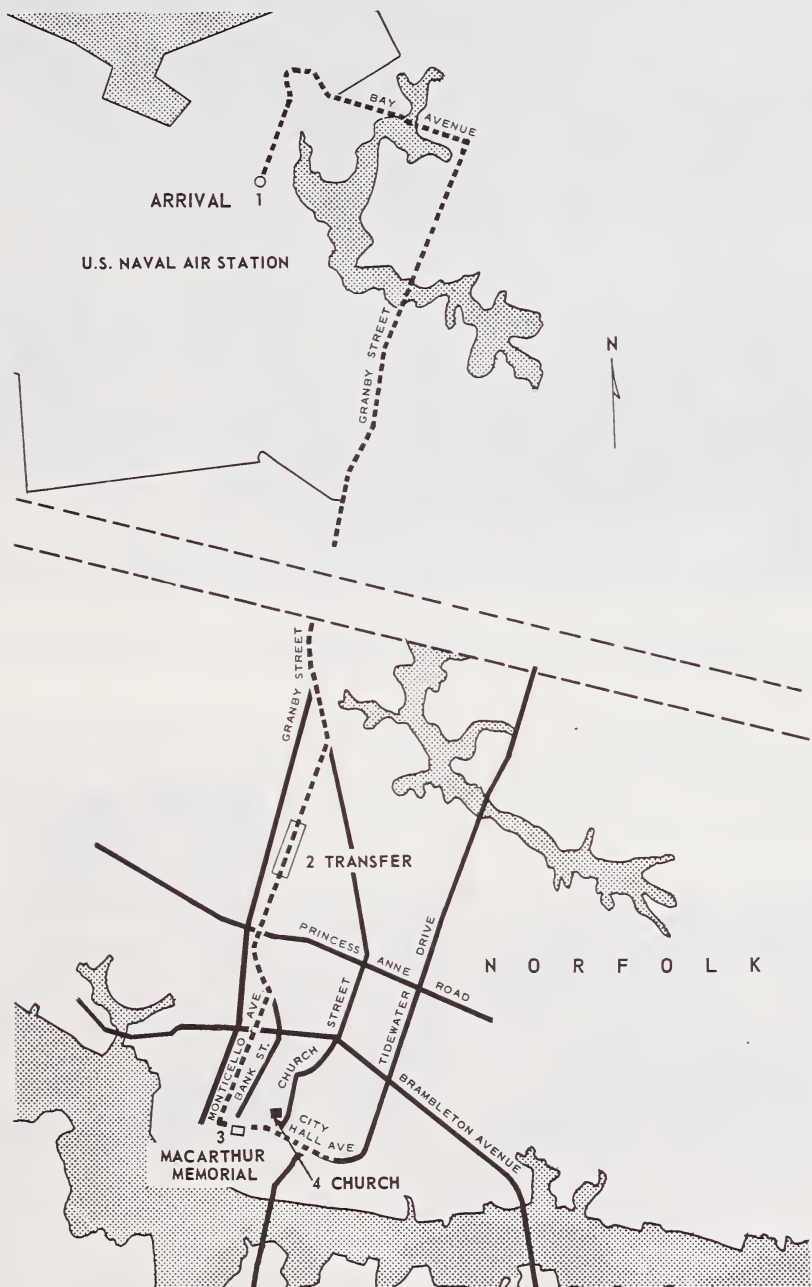 BAY AVENUE
ARRIVAL 1
U.S. NAVAL AIR STATION
GRANBY STREET
N
GRANBY STREET
2 TRANSFER
PRINCESS ANNE ROAD
TIDEWATER DRIVE
NORFOLK
MONTICELLO AVE.
BANK ST.
CHURCH STREET
BRAMBLETON AVENUE
CITY
HALL AVE
3
MACARTHUR
MEMORIAL
4 CHURCH